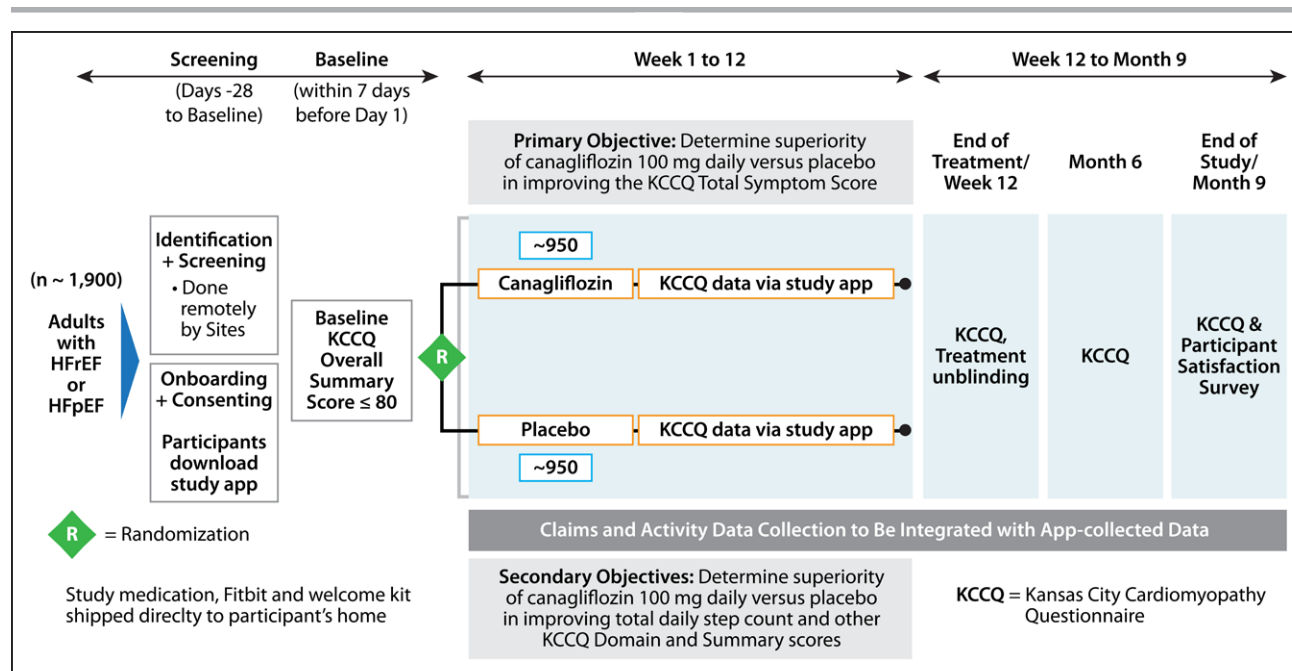 Screening
(Days -28
to Baseline)
Baseline
(within 7 days
before Day 1)
Week 1 to 12
Week 12 to Month 9
Primary Objective: Determine superiority
of canagliflozin 100 mg daily versus placebo
in improving the KCCQ Total Symptom Score
End of
Treatment/
Week 12
Month 6
End of
Study/
Month 9
(n ~ 1,900)
Adults
with
HFrEF
or
HFpEF
Identification
+ Screening
• Done
remotely
by Sites
Onboarding
+ Consenting
Participants
download
study app
Baseline
KCCQ
Overall
Summary
Score ≤ 80
R
~950
Canagliflozin
KCCQ data via study app
Placebo
KCCQ data via study app
~950
KCCQ,
Treatment
unblinding
KCCQ
KCCQ &
Participant
Satisfaction
Survey
R = Randomization
Claims and Activity Data Collection to Be Integrated with App-collected Data
Study medication, Fitbit and welcome kit
shipped direclty to participant's home
Secondary Objectives: Determine superiority
of canagliflozin 100 mg daily versus placebo
in improving total daily step count and other
KCCQ Domain and Summary scores
KCCQ = Kansas City Cardiomyopathy
Questionnaire